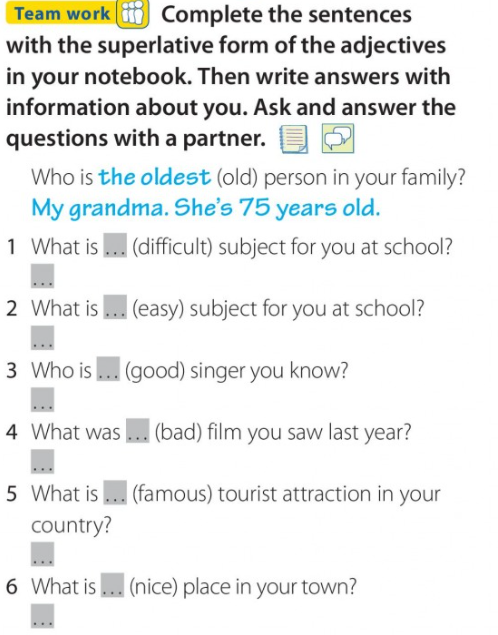 Team work Complete the sentences
with the superlative form of the adjectives
in your notebook. Then write answers with
information about you. Ask and answer the
questions with a partner.
Who is the oldest (old) person in your family?
My grandma. She's 75 years old.
1 What is ... (difficult) subject for you at school?
...
2 What is ... (easy) subject for you at school?
...
3 Who is ... (good) singer you know?
...
4 What was ... (bad) film you saw last year?
...
5 What is ... (famous) tourist attraction in your
country?
...
6 What is ... (nice) place in your town?
...